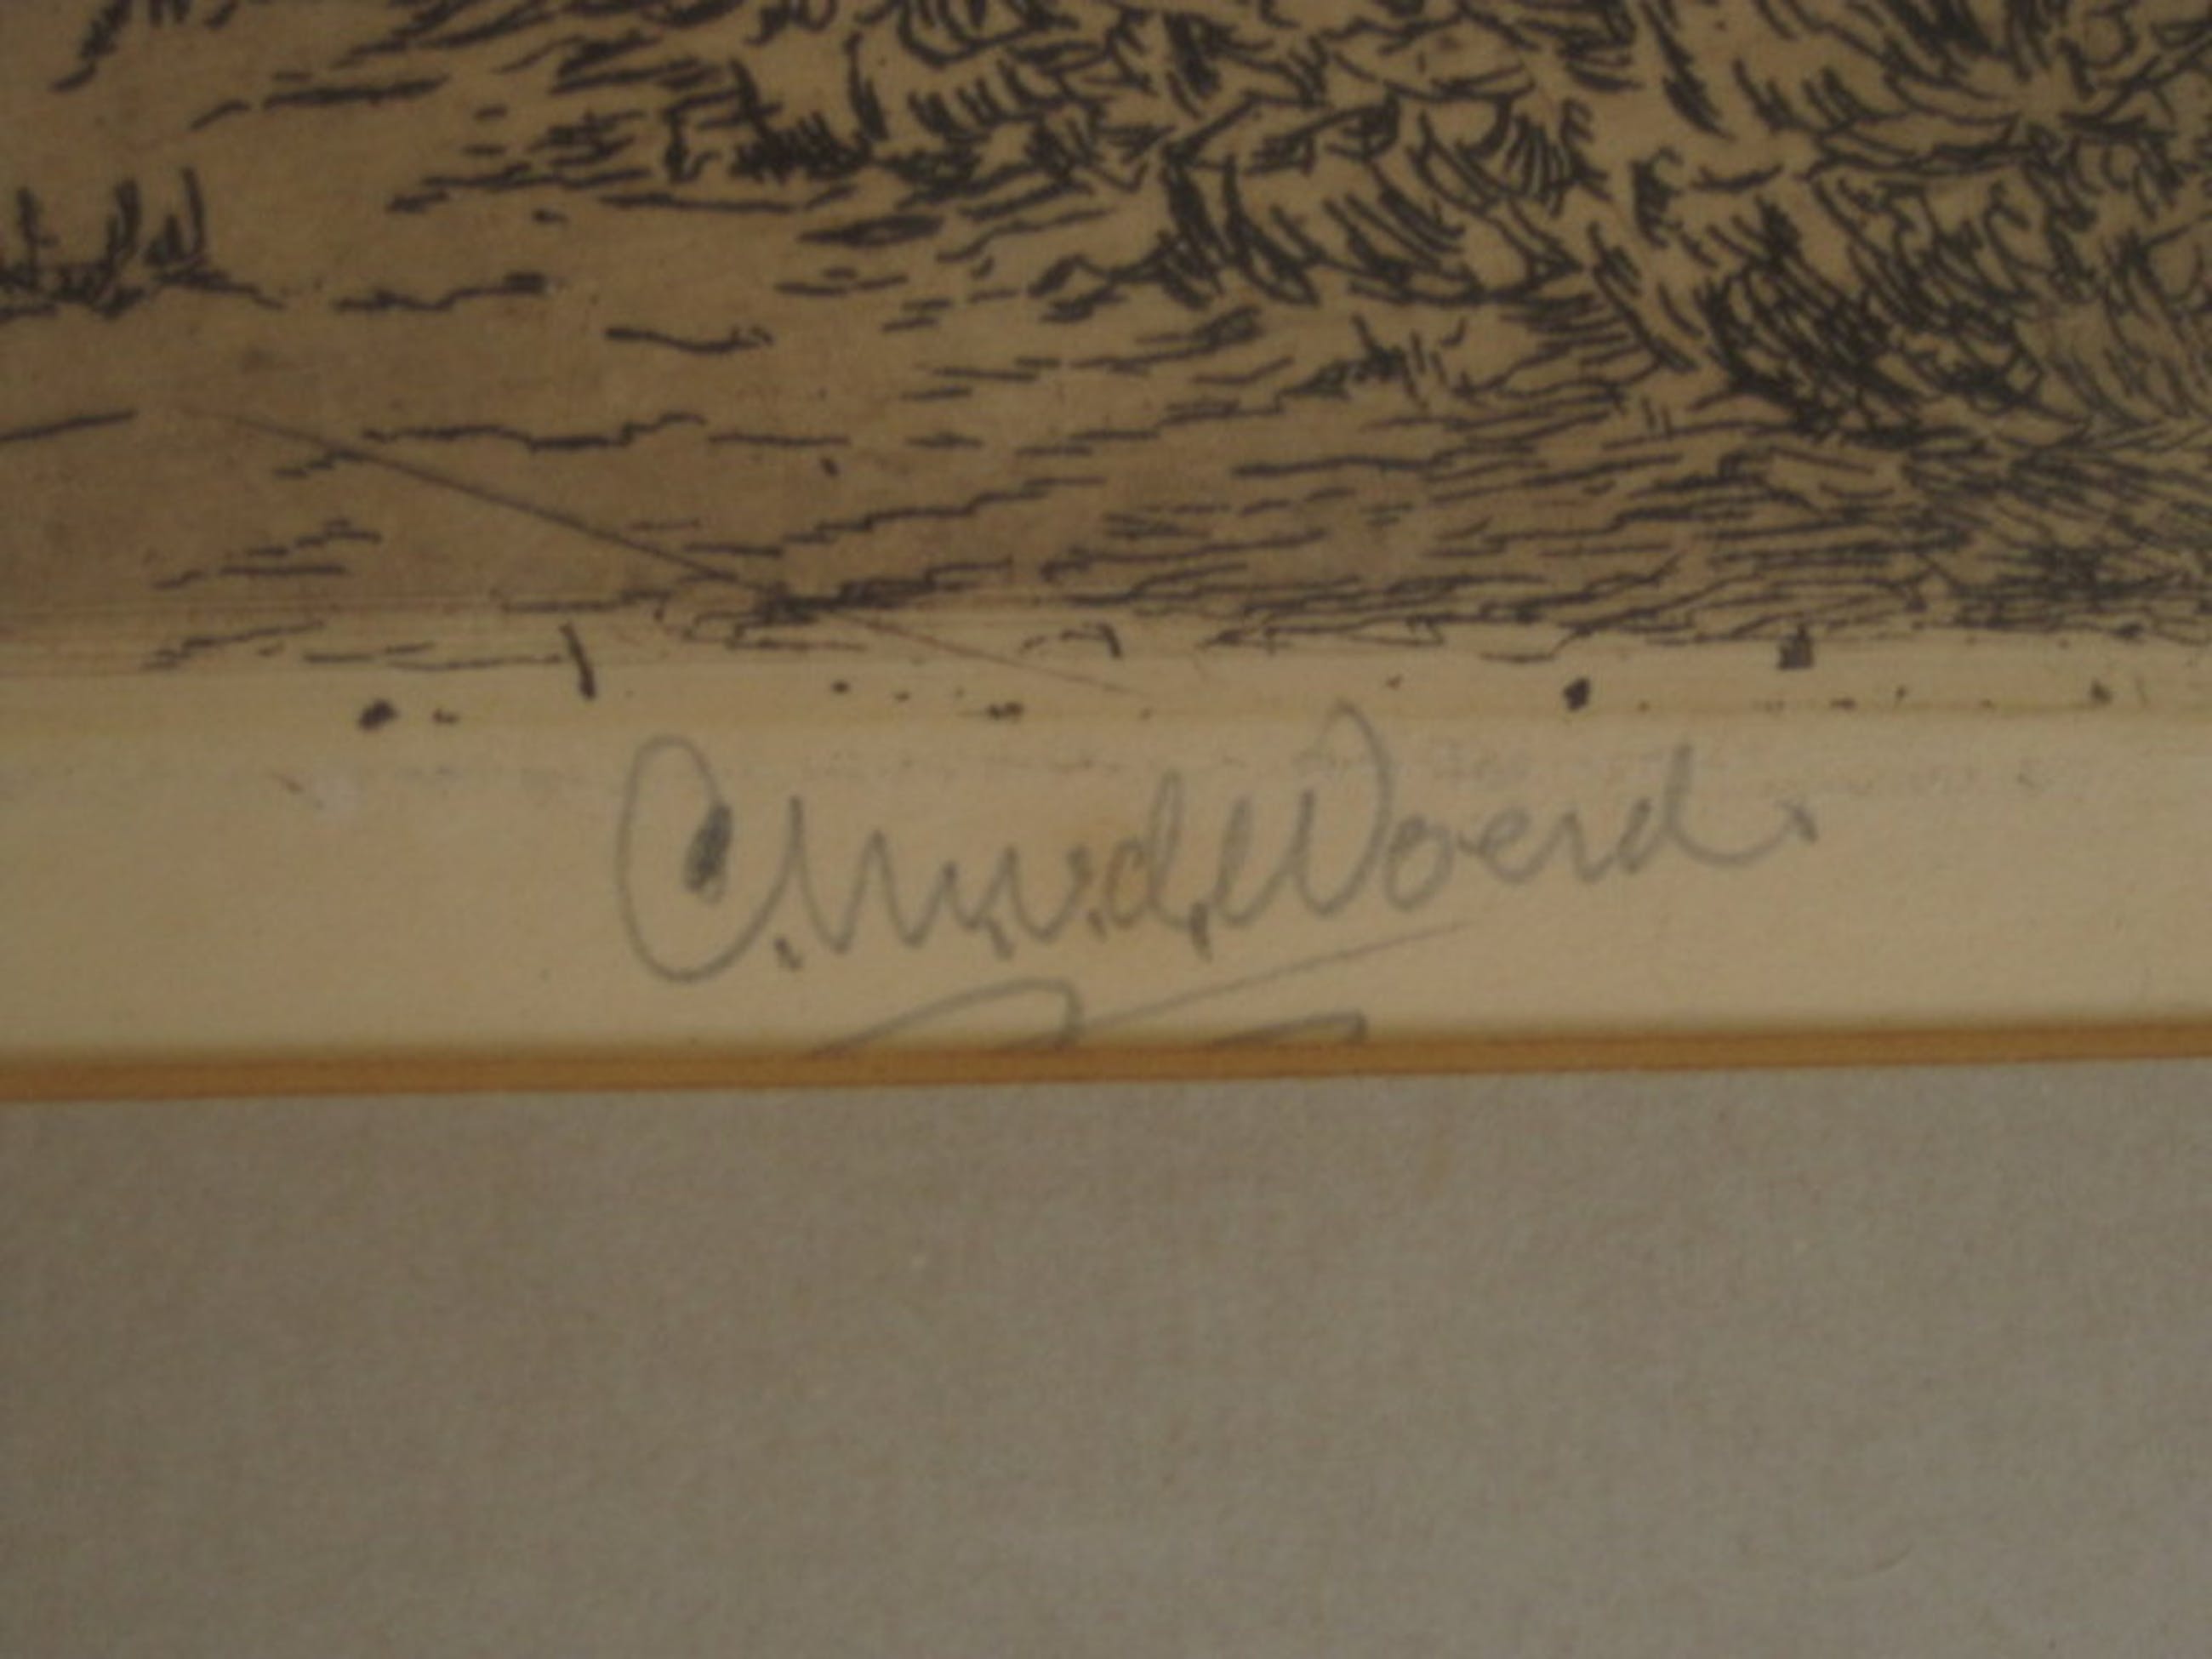 C. M. v. d. Woerd.